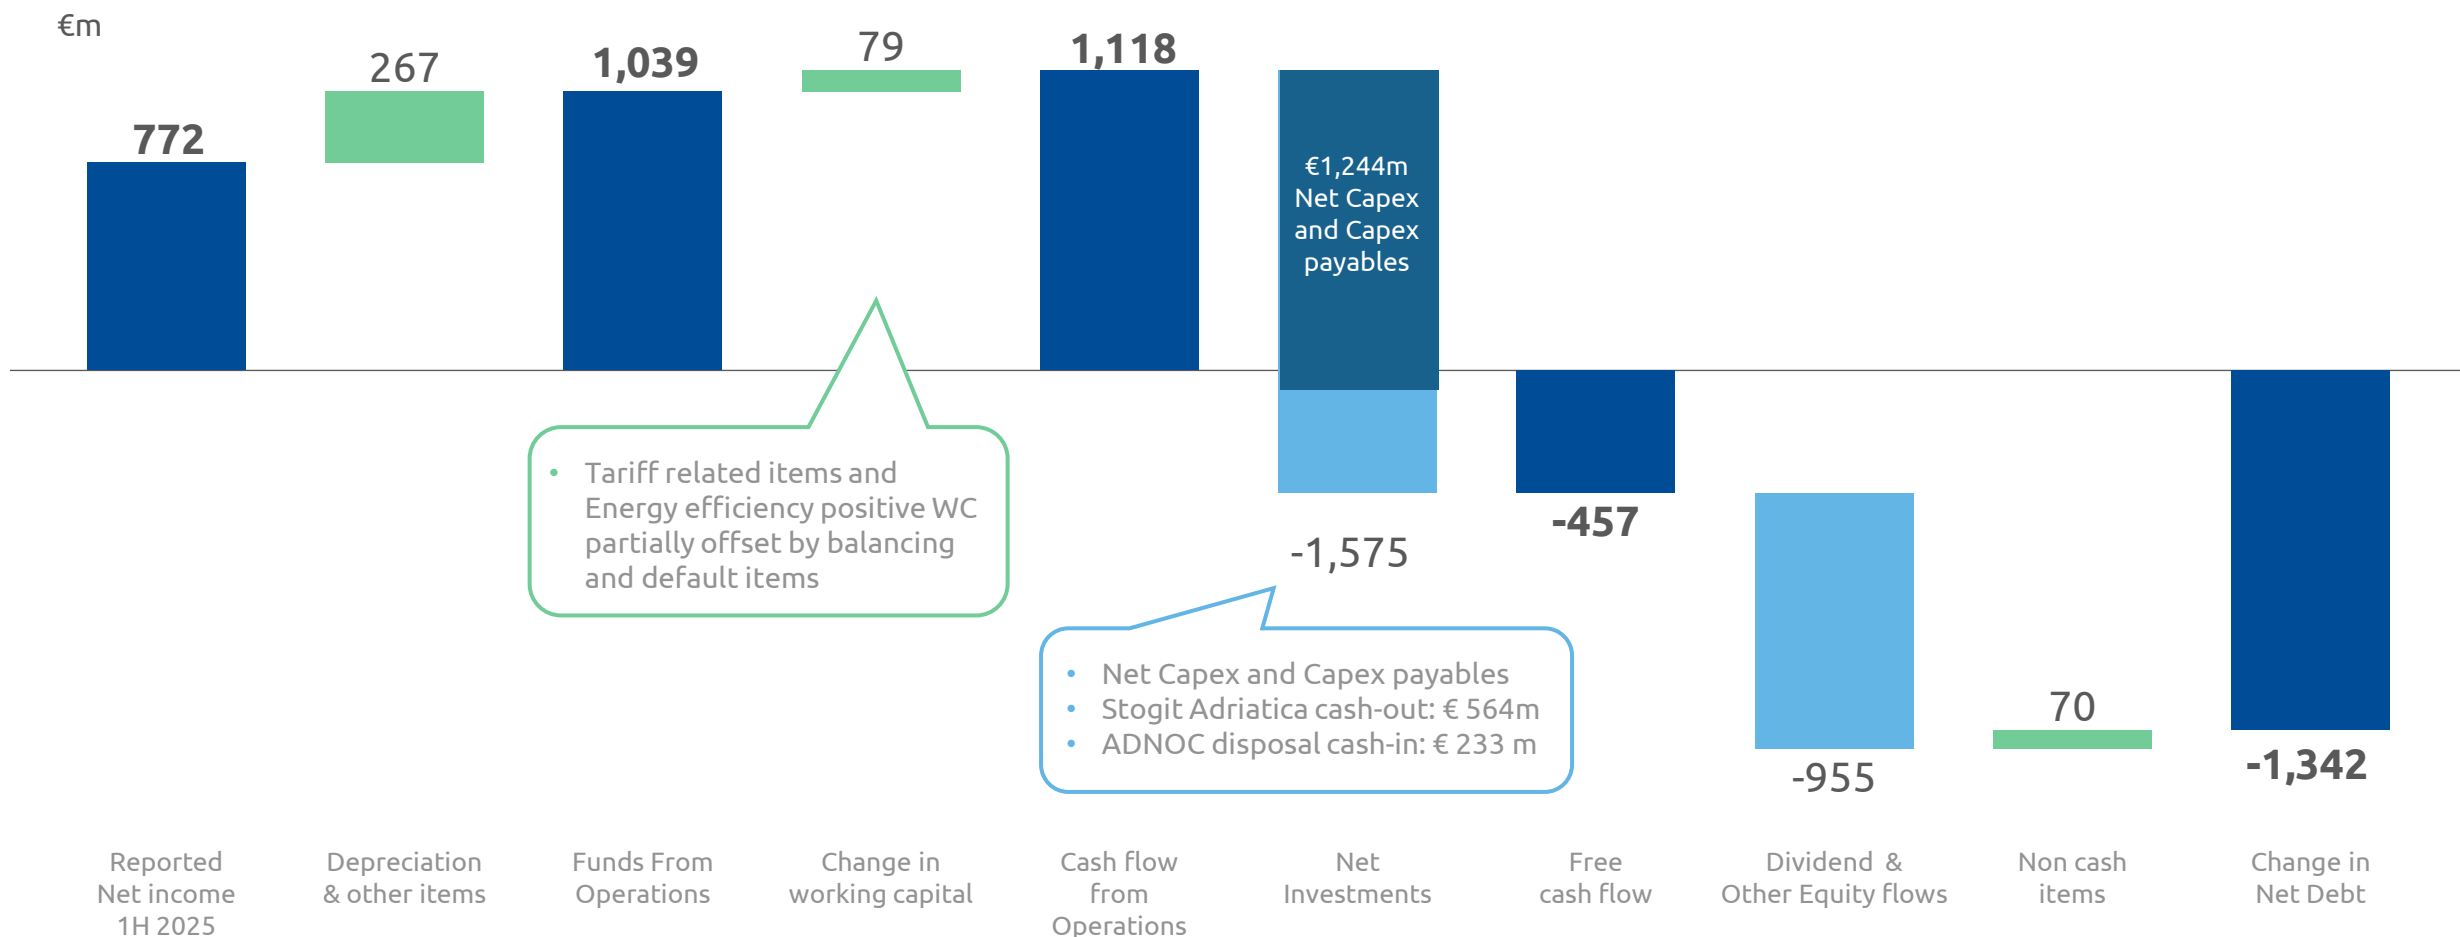 €m
772
267
1,039
79
1,118
€1,244m
Net Capex
and Capex
payables
• Tariff related items and
Energy efficiency positive WC
partially offset by balancing
and default items
-1,575
• Net Capex and Capex payables
• Stogit Adriatica cash-out: € 564m
• ADNOC disposal cash-in: € 233 m
-457
-955
70
-1,342
Reported
Net income
1H 2025
Depreciation
& other items
Funds From
Operations
Change in
working capital
Cash flow
from
Operations
Net
Investments
Free
cash flow
Dividend &
Other Equity flows
Non cash
items
Change in
Net Debt